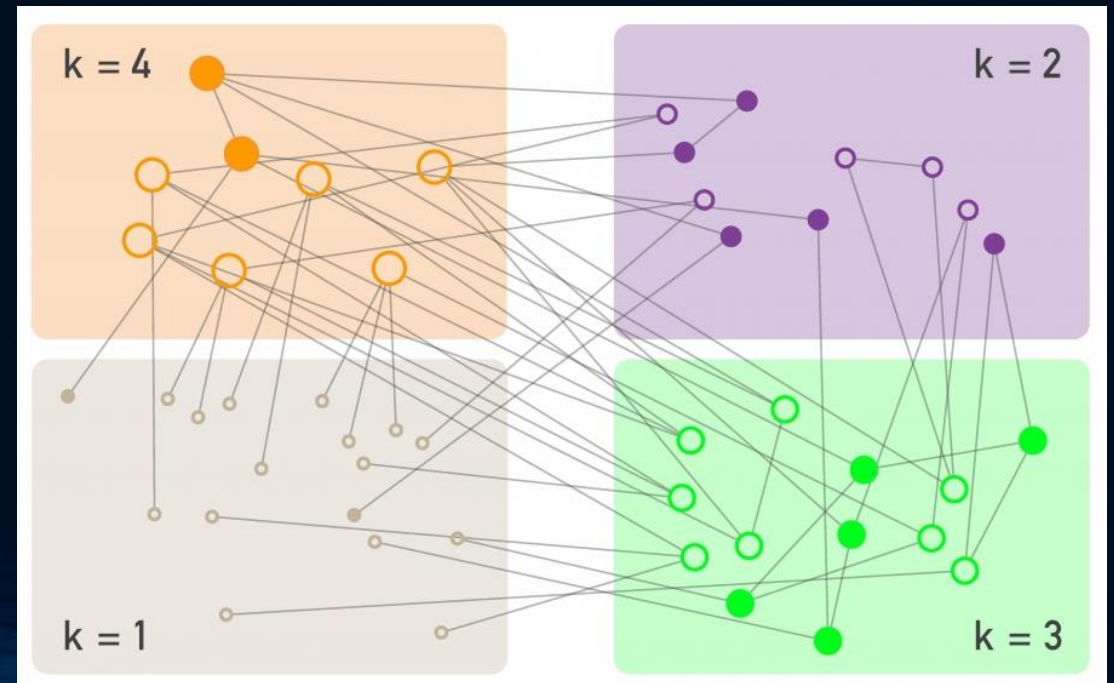 k = 4
k = 2
k = 1
k = 3